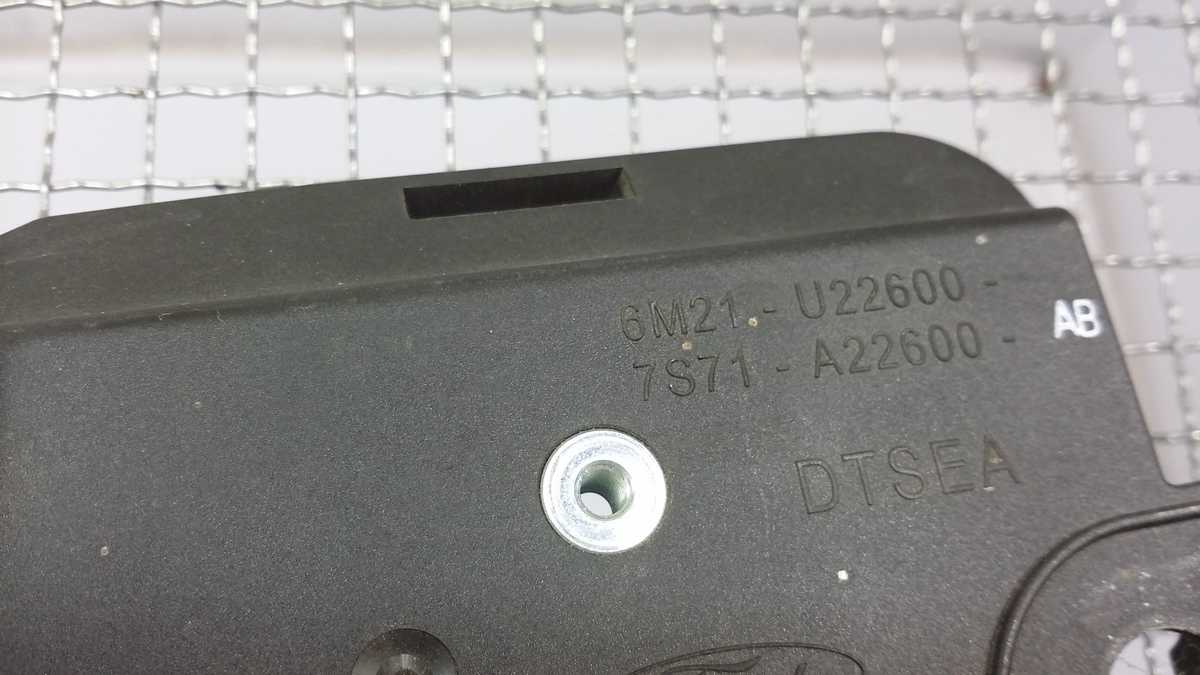 6M21 - U22600 -
7S71 - A22600 - AB
DTSEA